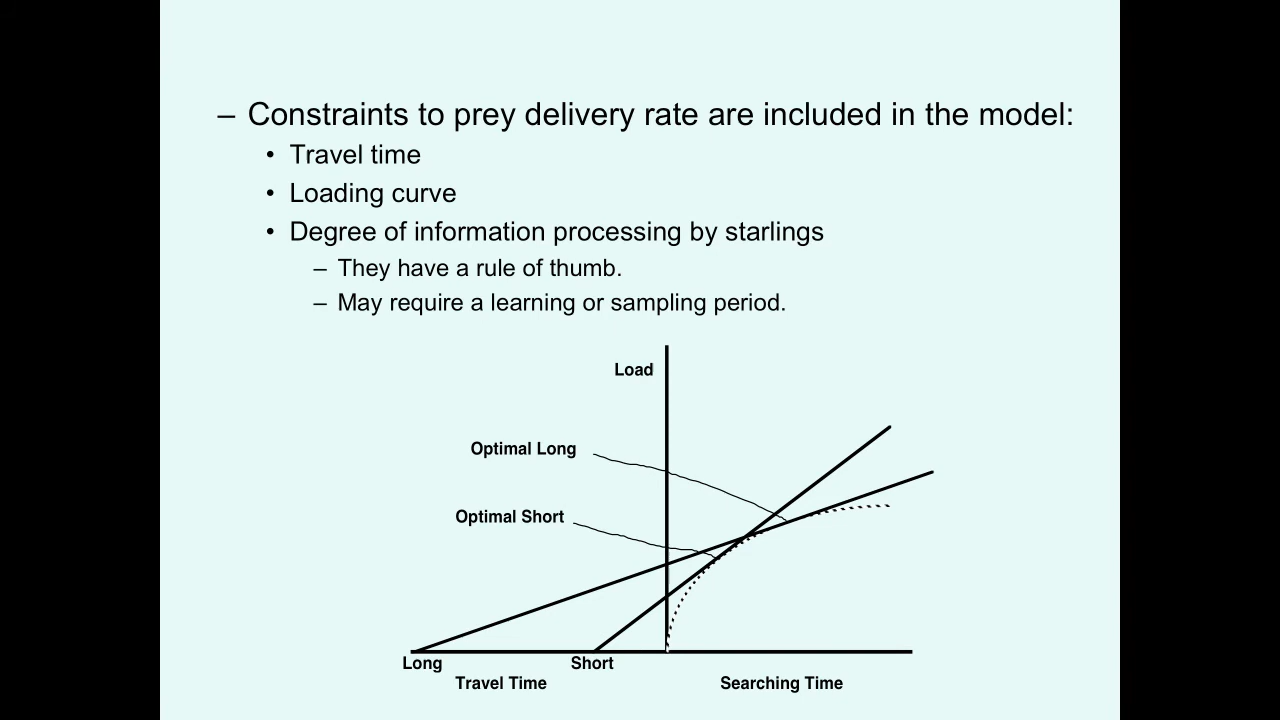 – Constraints to prey delivery rate are included in the model:
• Travel time
• Loading curve
• Degree of information processing by starlings
– They have a rule of thumb.
– May require a learning or sampling period.
Load
Optimal Long
Optimal Short
Long
Short
Travel Time
Searching Time